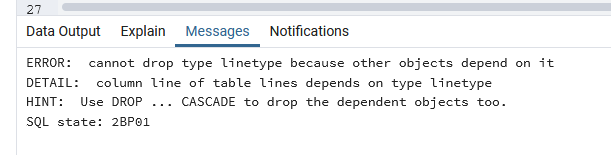 27
Data Output Explain Messages Notifications
ERROR:  cannot drop type linetype because other objects depend on it
DETAIL:  column line of table lines depends on type linetype
HINT:  Use DROP ... CASCADE to drop the dependent objects too.
SQL state: 2BP01